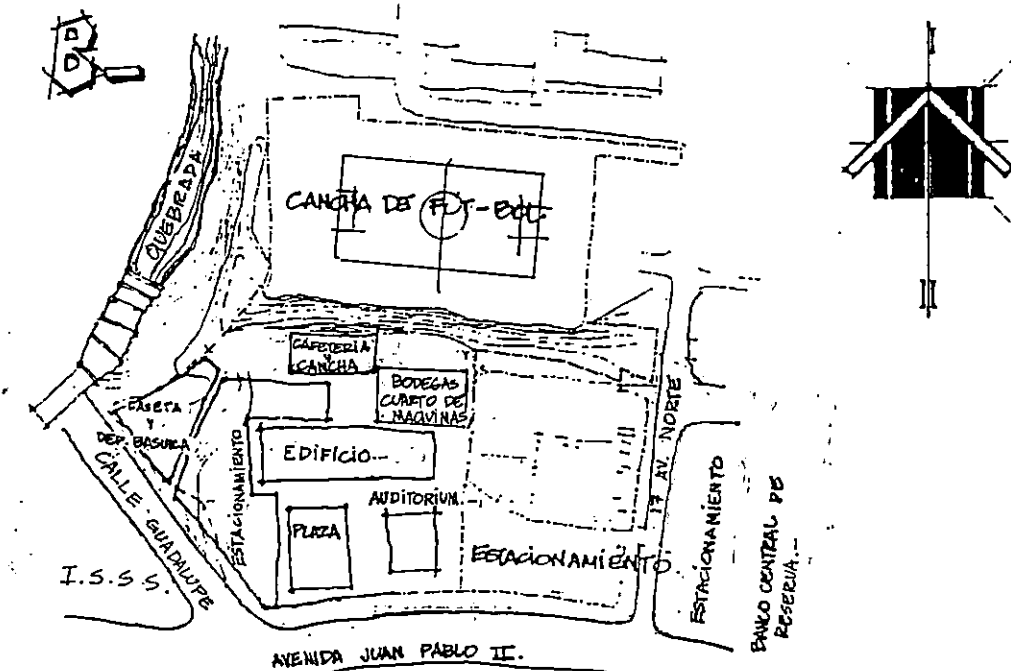 QUEBRADA
CANCHA DE FUT-BOL.
CAFETERIA
Y
CANCHA
BODEGAS
CUARTO DE
MAQUINAS
CASETA
Y
DEP. BASURA
ESTACIONAMIENTO
EDIFICIO
AUDITORIUM
PLAZA
ESTACIONAMIENTO
17 AV. NORTE
ESTACIONAMIENTO
BANCO CENTRAL DE
RESERVA.-
CALLE GUADALUPE
I.S.S.S.
AVENIDA JUAN PABLO II.